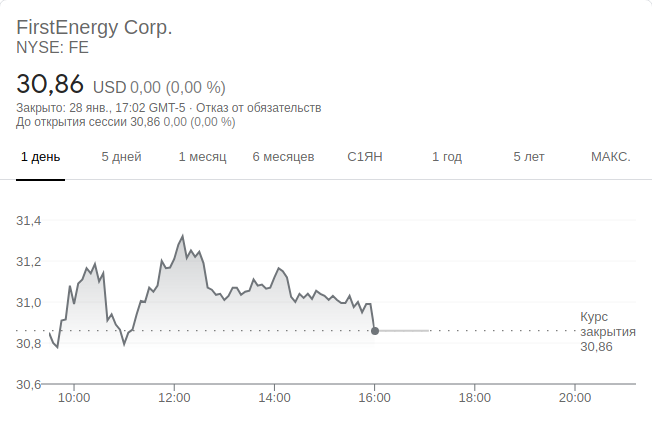 FirstEnergy Corp.
NYSE: FE
30,86 USD 0,00 (0,00 %)
Закрыто: 28 янв., 17:02 GMT-5 · Отказ от обязательств
До открытия сессии 30,86 0,00 (0,00 %)
1 день 5 дней 1 месяц 6 месяцев С1ЯН 1 год 5 лет МАКС.
31,4
31,2
31,0
30,8
30,6
Курс
закрытия
30,86
10:00 12:00 14:00 16:00 18:00 20:00